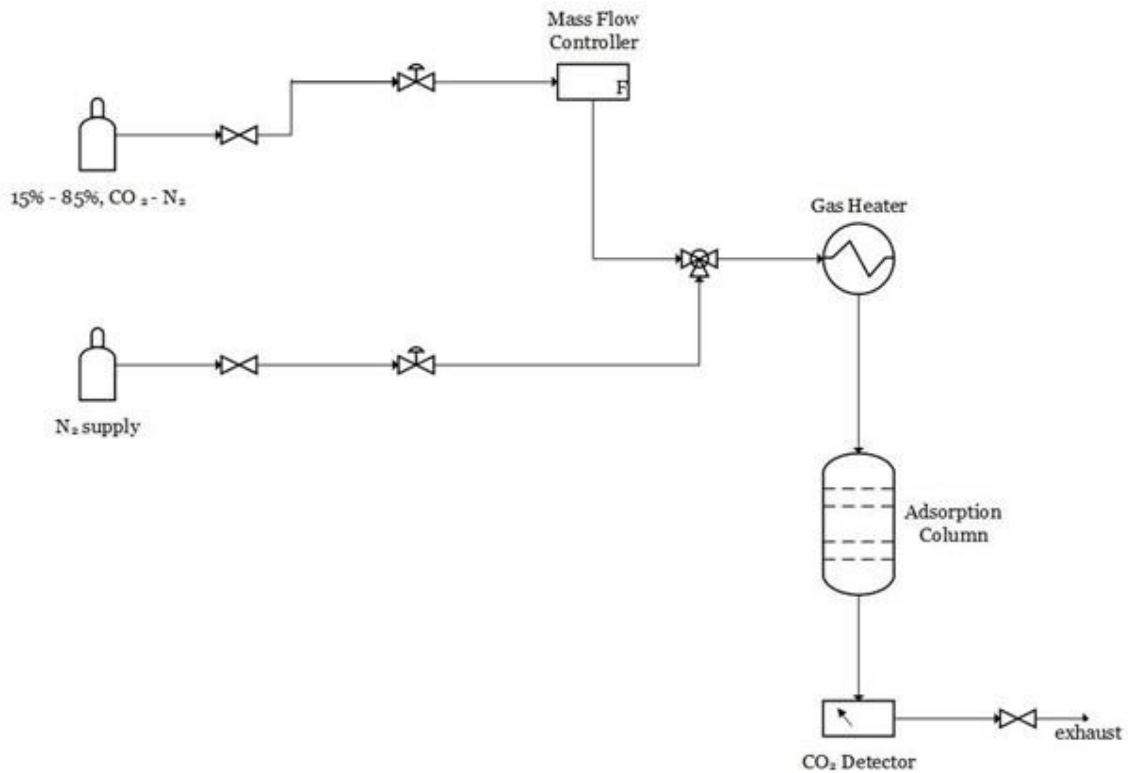 Mass Flow
Controller
F
15% - 85%, CO₂ - N₂
Gas Heater
N₂ supply
Adsorption
Column
exhaust
CO₂ Detector